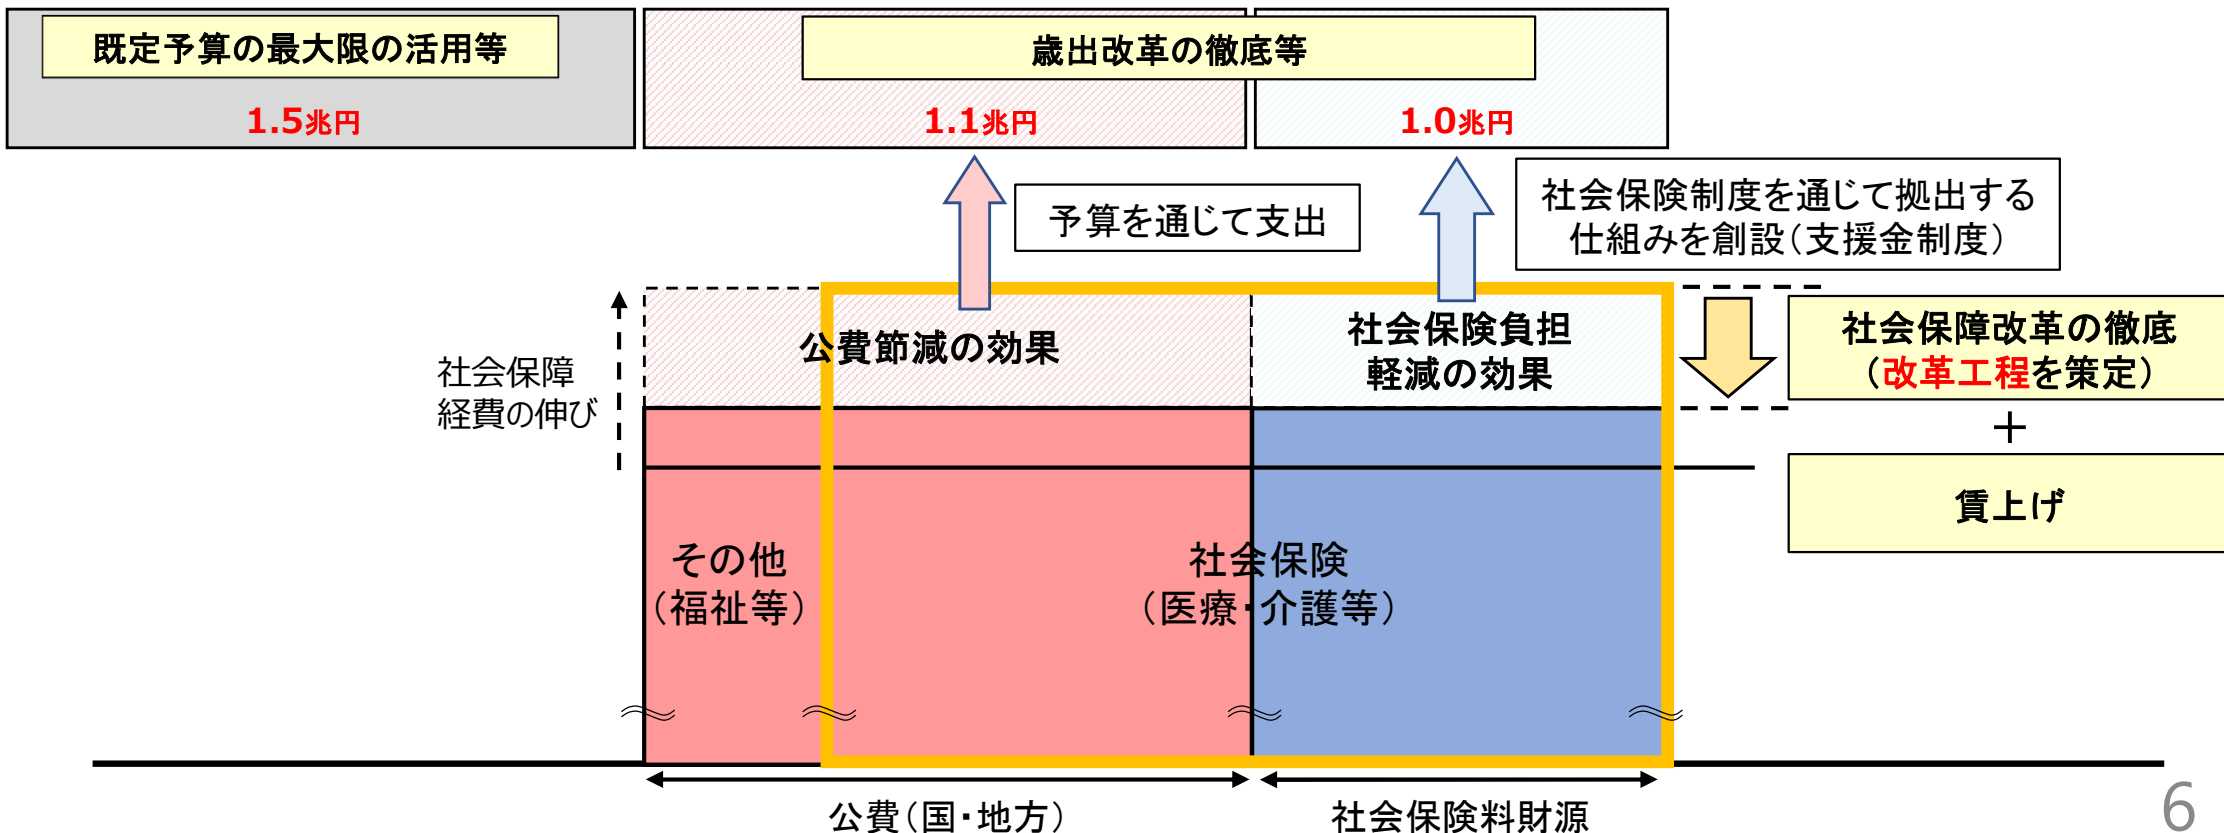 既定予算の最大限の活用等
1.5兆円
歳出改革の徹底等
1.1兆円
1.0兆円
予算を通じて支出
社会保険制度を通じて拠出する
仕組みを創設(支援金制度)
社会保障
経費の伸び
公費節減の効果
社会保険負担
軽減の効果
社会保障改革の徹底
(改革工程を策定)
+
賃上げ
その他
(福祉等)
社会保険
(医療・介護等)
公費(国・地方)
社会保険料財源
6